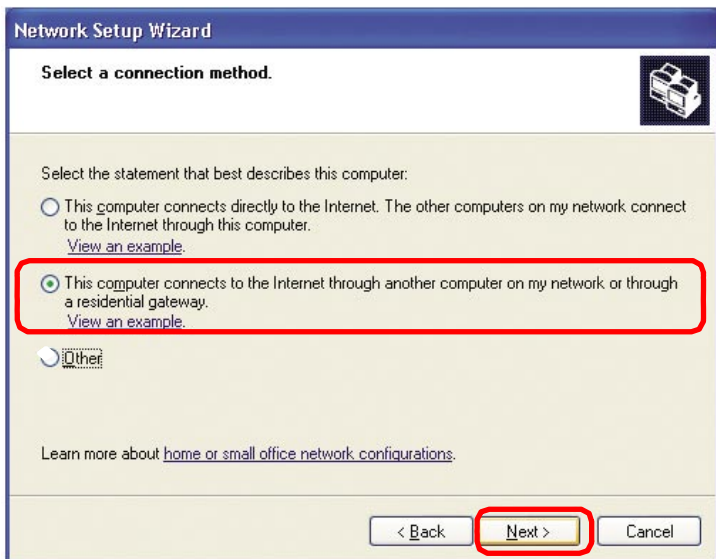 Network Setup Wizard
Select a connection method.
Select the statement that best describes this computer:
This computer connects directly to the Internet. The other computers on my network connect
to the Internet through this computer.
View an example.
This computer connects to the Internet through another computer on my network or through
a residential gateway.
View an example.
Other
Learn more about home or small office network configurations.
< Back Next > Cancel